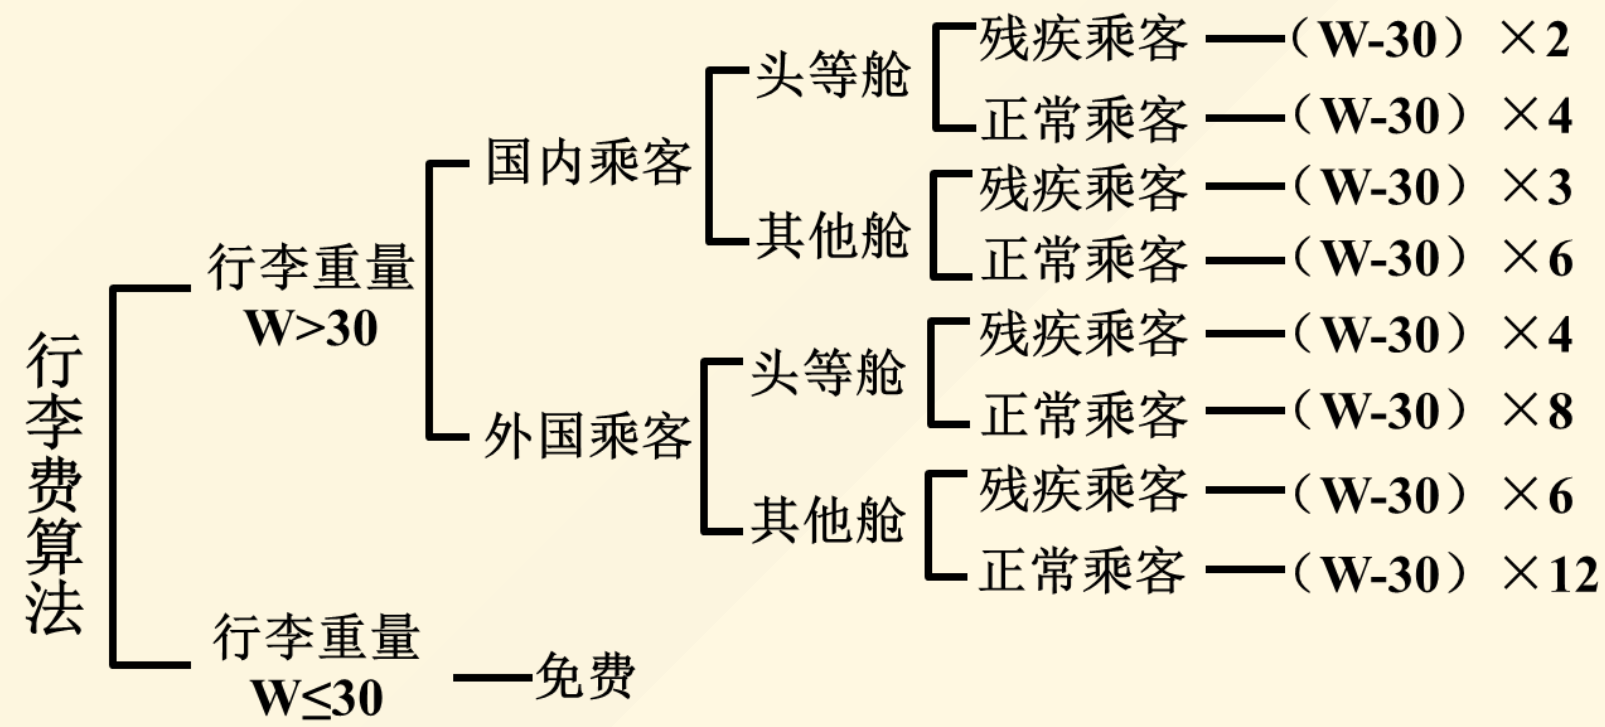 行李费算法
行李重量
W>30
国内乘客
头等舱
残疾乘客 (W-30) ×2
正常乘客 (W-30) ×4
其他舱
残疾乘客 (W-30) ×3
正常乘客 (W-30) ×6
外国乘客
头等舱
残疾乘客 (W-30) ×4
正常乘客 (W-30) ×8
其他舱
残疾乘客 (W-30) ×6
正常乘客 (W-30) ×12
行李重量
W≤30
免费